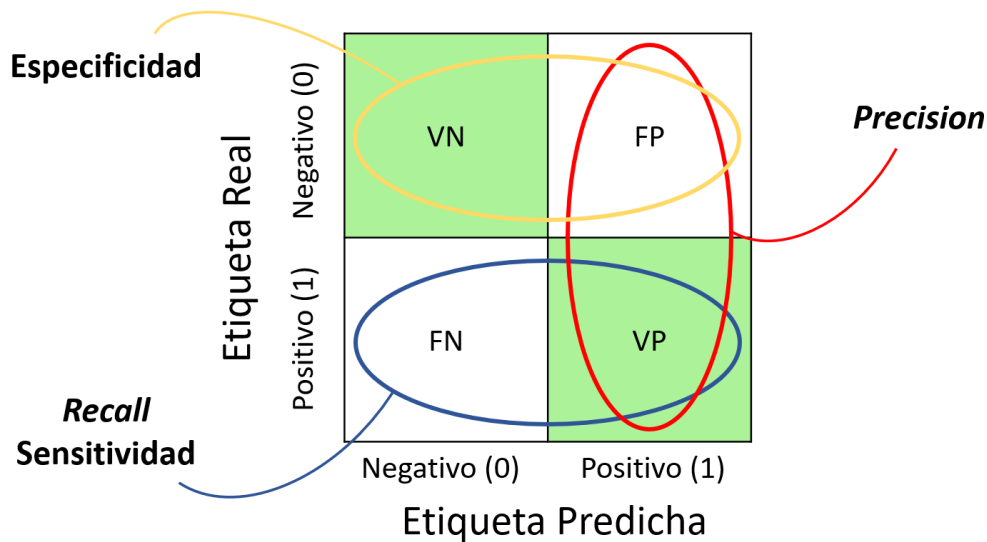 Especificidad
Etiqueta Real
Negativo (0)
Positivo (1)
VN
FP
Precision
FN
VP
Recall
Sensitividad
Negativo (0)
Positivo (1)
Etiqueta Predicha